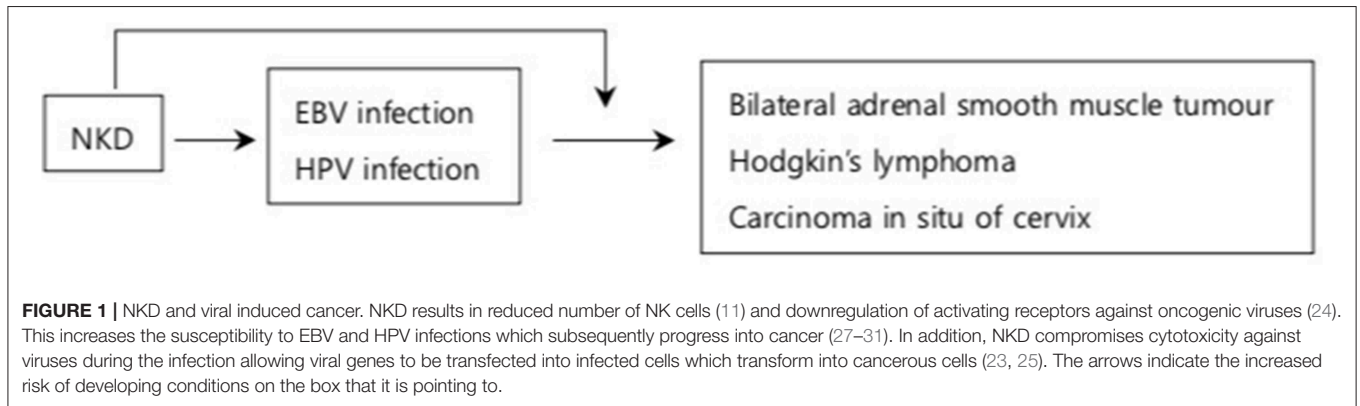 NKD
EBV infection
HPV infection
Bilateral adrenal smooth muscle tumour
Hodgkin's lymphoma
Carcinoma in situ of cervix
FIGURE 1 | NKD and viral induced cancer. NKD results in reduced number of NK cells (11) and downregulation of activating receptors against oncogenic viruses (24).
This increases the susceptibility to EBV and HPV infections which subsequently progress into cancer (27–31). In addition, NKD compromises cytotoxicity against
viruses during the infection allowing viral genes to be transfected into infected cells which transform into cancerous cells (23, 25). The arrows indicate the increased
risk of developing conditions on the box that it is pointing to.